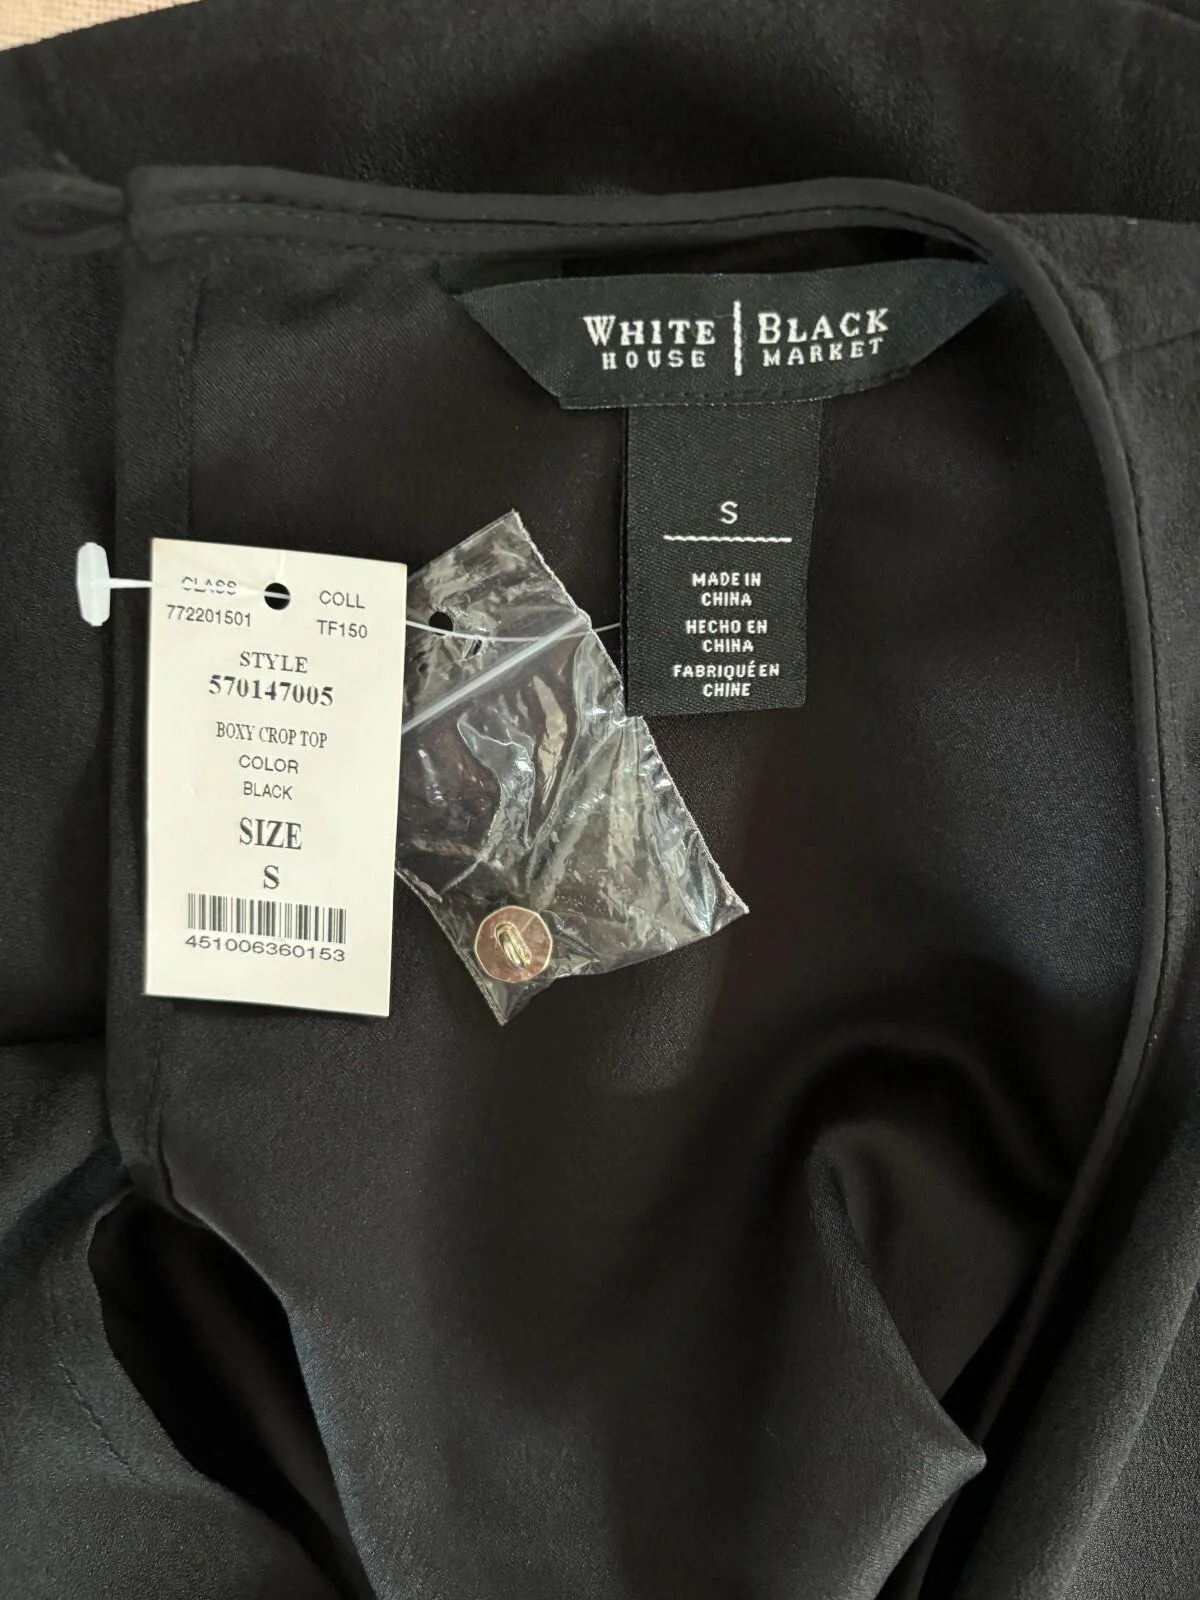 WHITE | BLACK
HOUSE MARKET
S
MADE IN
CHINA
HECHO EN
CHINA
FABRIQUÉ EN
CHINE
CLASS COLL
772201501 TF150
STYLE
570147005
BOXY CROP TOP
COLOR
BLACK
SIZE
S
451006360153